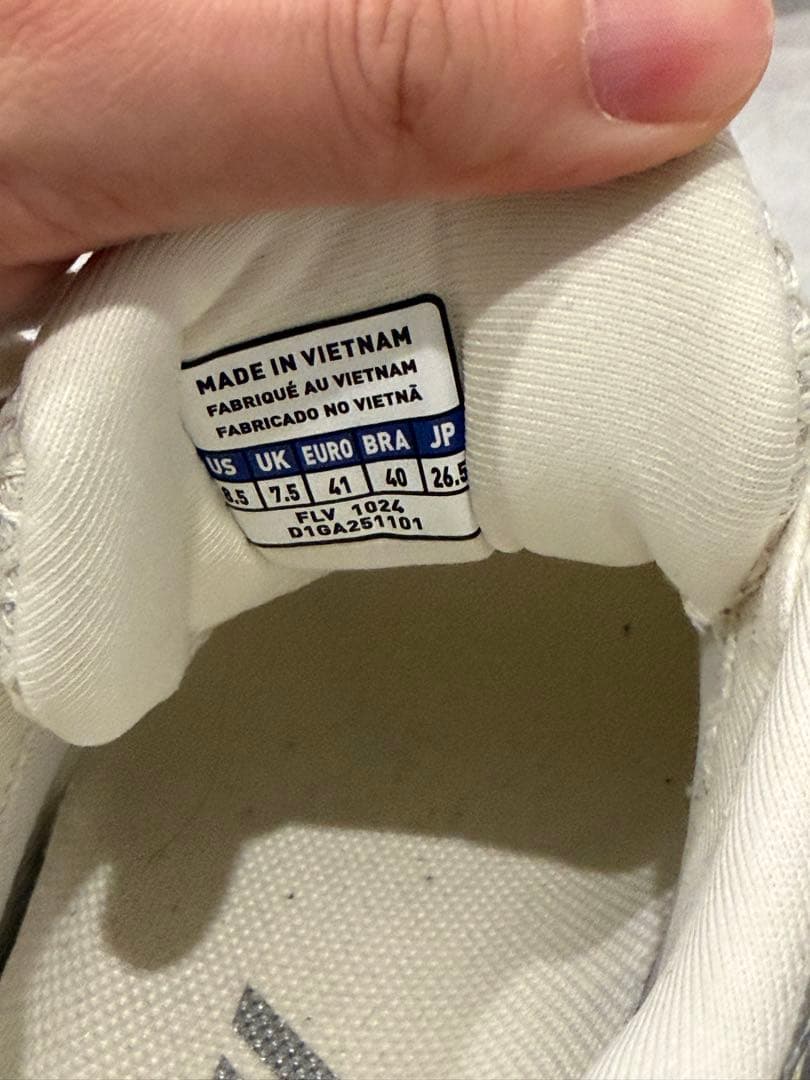 MADE IN VIETNAM
FABRIQUÉ AU VIETNAM
FABRICADO NO VIETNÃ
US UK EURO BRA JP
8.5 7.5 41 40 26.5
FLV 1024
D1GA251101